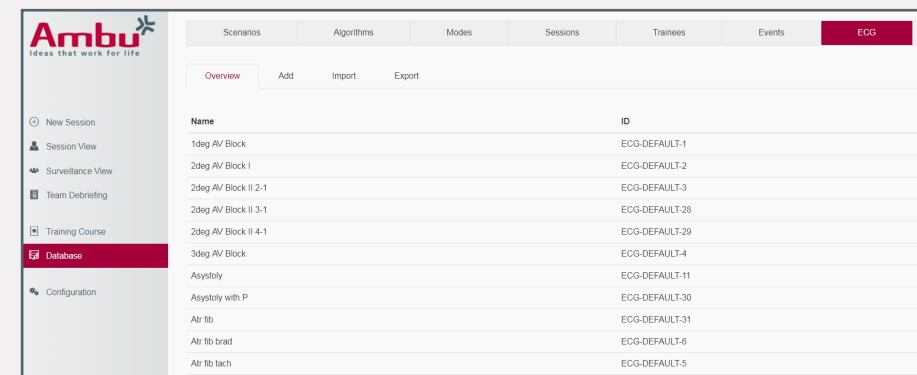 Ambu
Ideas that work for life
Scenarios Algorithms Modes Sessions Trainees Events ECG
Overview Add Import Export
New Session
Session View
Surveillance View
Team Debriefing
Training Course
Database
Configuration
Name ID
1deg AV Block ECG-DEFAULT-1
2deg AV Block I ECG-DEFAULT-2
2deg AV Block II 2-1 ECG-DEFAULT-3
2deg AV Block II 3-1 ECG-DEFAULT-28
2deg AV Block II 4-1 ECG-DEFAULT-29
3deg AV Block ECG-DEFAULT-4
Asystoly ECG-DEFAULT-11
Asystoly with P ECG-DEFAULT-30
Atr fib ECG-DEFAULT-31
Atr fib brad ECG-DEFAULT-6
Atr fib tach ECG-DEFAULT-5